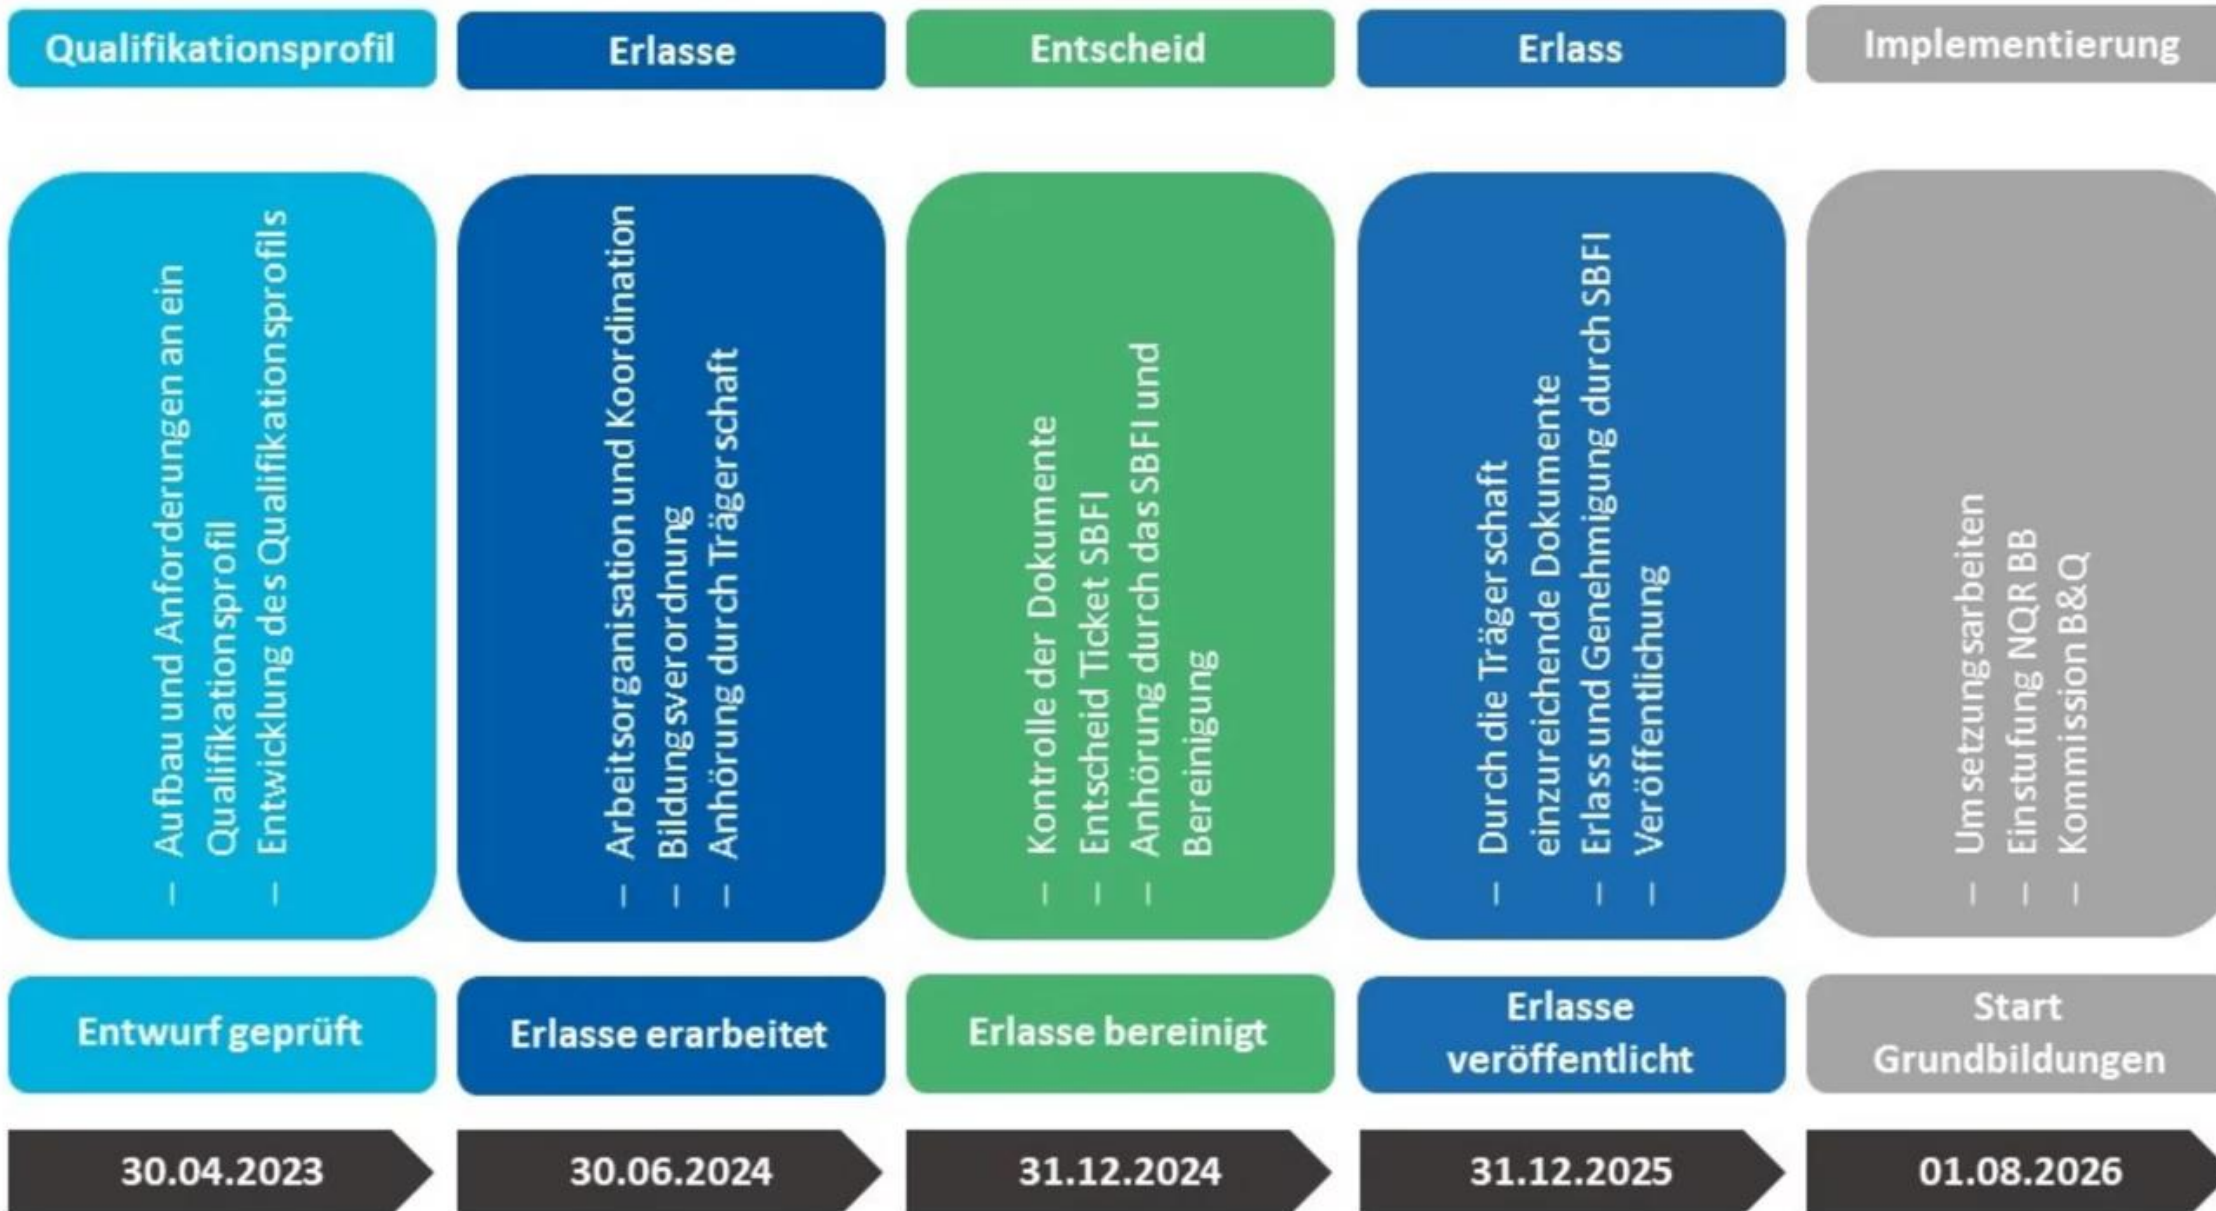 Qualifikationsprofil
Erlasse
Entscheid
Erlass
Implementierung
– Aufbau und Anforderungen an ein
Qualifikationsprofil
– Entwicklung des Qualifikationsprofils
– Arbeitsorganisation und Koordination
– Bildungsverordnung
– Anhörung durch Trägerschaft
– Kontrolle der Dokumente
– Entscheid Ticket SBFI
– Anhörung durch das SBFI und
Bereinigung
– Durch die Trägerschaft
einzureichende Dokumente
– Erlass und Genehmigung durch SBFI
– Veröffentlichung
– Umsetzungsarbeiten
– Einstufung NQR BB
– Kommission B&Q
Entwurf geprüft
Erlasse erarbeitet
Erlasse bereinigt
Erlasse
veröffentlicht
Start
Grundbildungen
30.04.2023
30.06.2024
31.12.2024
31.12.2025
01.08.2026